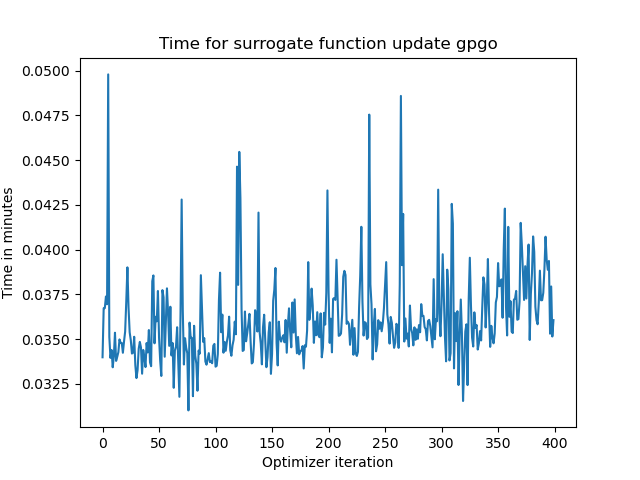 Time for surrogate function update gpgo
0.0500
0.0475
0.0450
0.0425
0.0400
0.0375
0.0350
0.0325
Time in minutes
0 50 100 150 200 250 300 350 400
Optimizer iteration